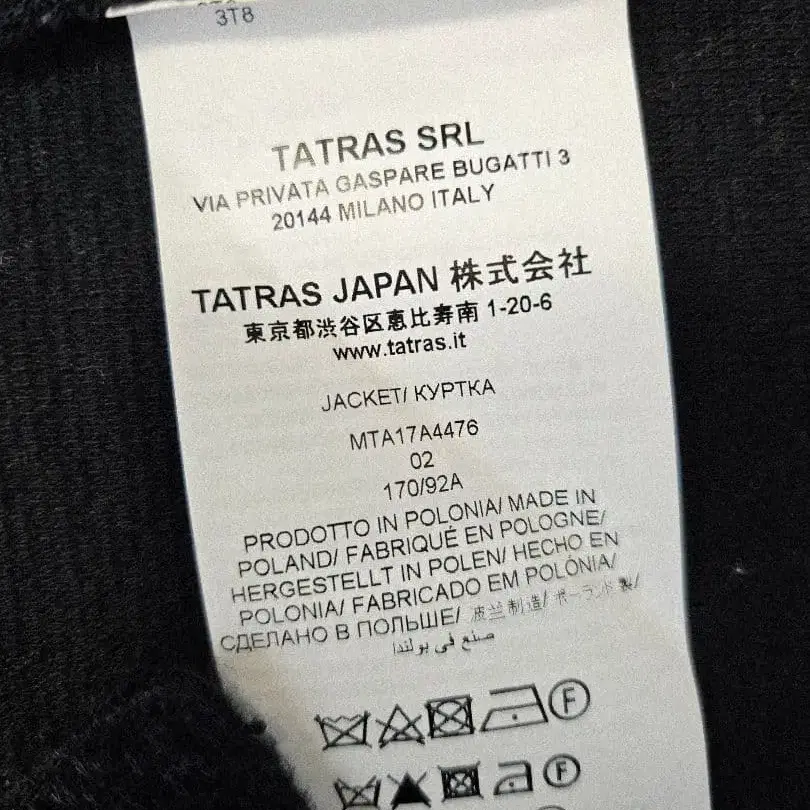 3T8
TATRAS SRL
VIA PRIVATA GASPARE BUGATTI 3
20144 MILANO ITALY
TATRAS JAPAN 株式会社
東京都渋谷区恵比寿南 1-20-6
www.tatras.it
JACKET/ КУРТКА
MTA17A4476
02
170/92A
PRODOTTO IN POLONIA/ MADE IN
POLAND/ FABRIQUÉ EN POLOGNE/
HERGESTELLT IN POLEN/ HECHO EN
POLONIA/ FABRICADO EM POLÓNIA/
СДЕЛАНО В ПОЛЬШЕ/ 波兰制造/ ポーランド製/
صنع في بولندا
F
F